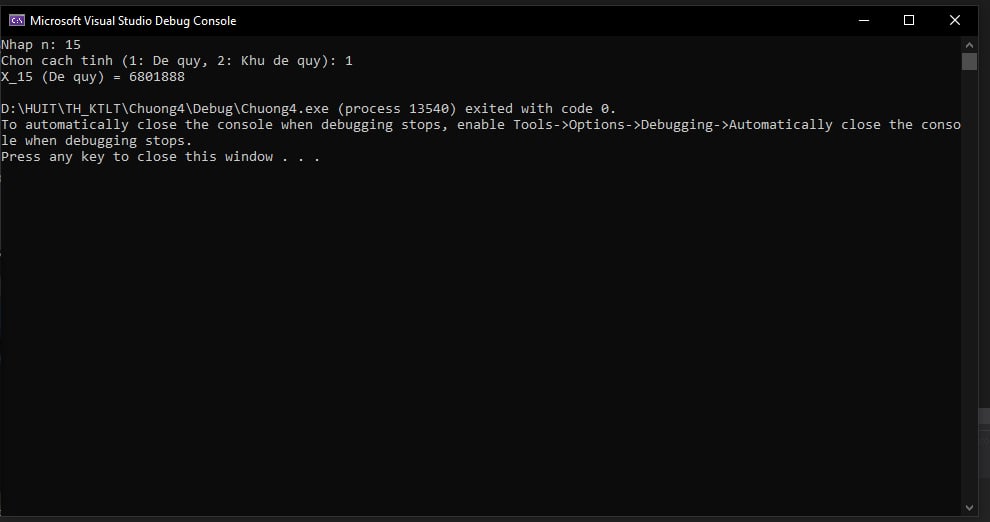 Microsoft Visual Studio Debug Console
Nhap n: 15
Chon cach tinh (1: De quy, 2: Khu de quy): 1
X_15 (De quy) = 6801888
D:\HUIT\TH_KTLT\Chuong4\Debug\Chuong4.exe (process 13540) exited with code 0.
To automatically close the console when debugging stops, enable Tools->Options->Debugging->Automatically close the conso
le when debugging stops.
Press any key to close this window . . .